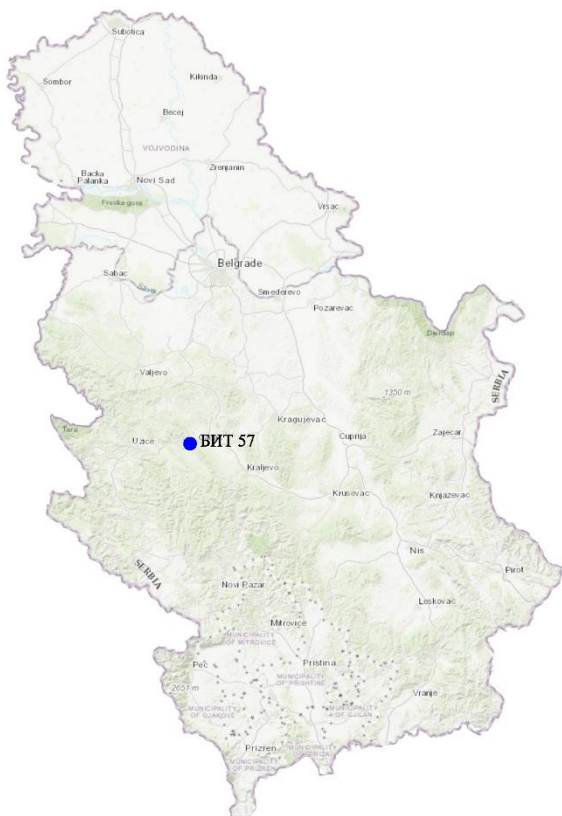 Subotica
Sombor
Kikinda
Becej
VOJVODINA
Backa
Palanka
Novi Sad
Zrenjanin
Fruska gora
Vrsac
Belgrade
Sabac
Sava
Smederevo
Pozarevac
Djerdap
Valjevo
1350 m
SERBIA
Tara
Uzice
БИТ 57
Kragujevac
Cuprija
Zajecar
Kraljevo
Krusevac
Knjazevac
Nis
Pirot
SERBIA
Novi Pazar
Leskovac
Mitrovice
MUNICIPALITY
OF MITROVICE
Peć
Pristina
2651 m
MUNICIPALITY
OF PRISHTINE
Vranje
MUNICIPALITY
OF GJAKOVE
MUNICIPALITY
OF GJILAN
Prizren
MUNICIPALITY
OF PRIZREN
MUNICIPALITY